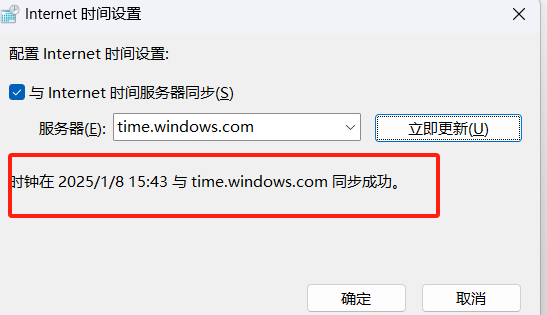 Internet 时间设置
配置 Internet 时间设置:
与 Internet 时间服务器同步(S)
服务器(E): time.windows.com 立即更新(U)
时钟在 2025/1/8 15:43 与 time.windows.com 同步成功。
确定 取消